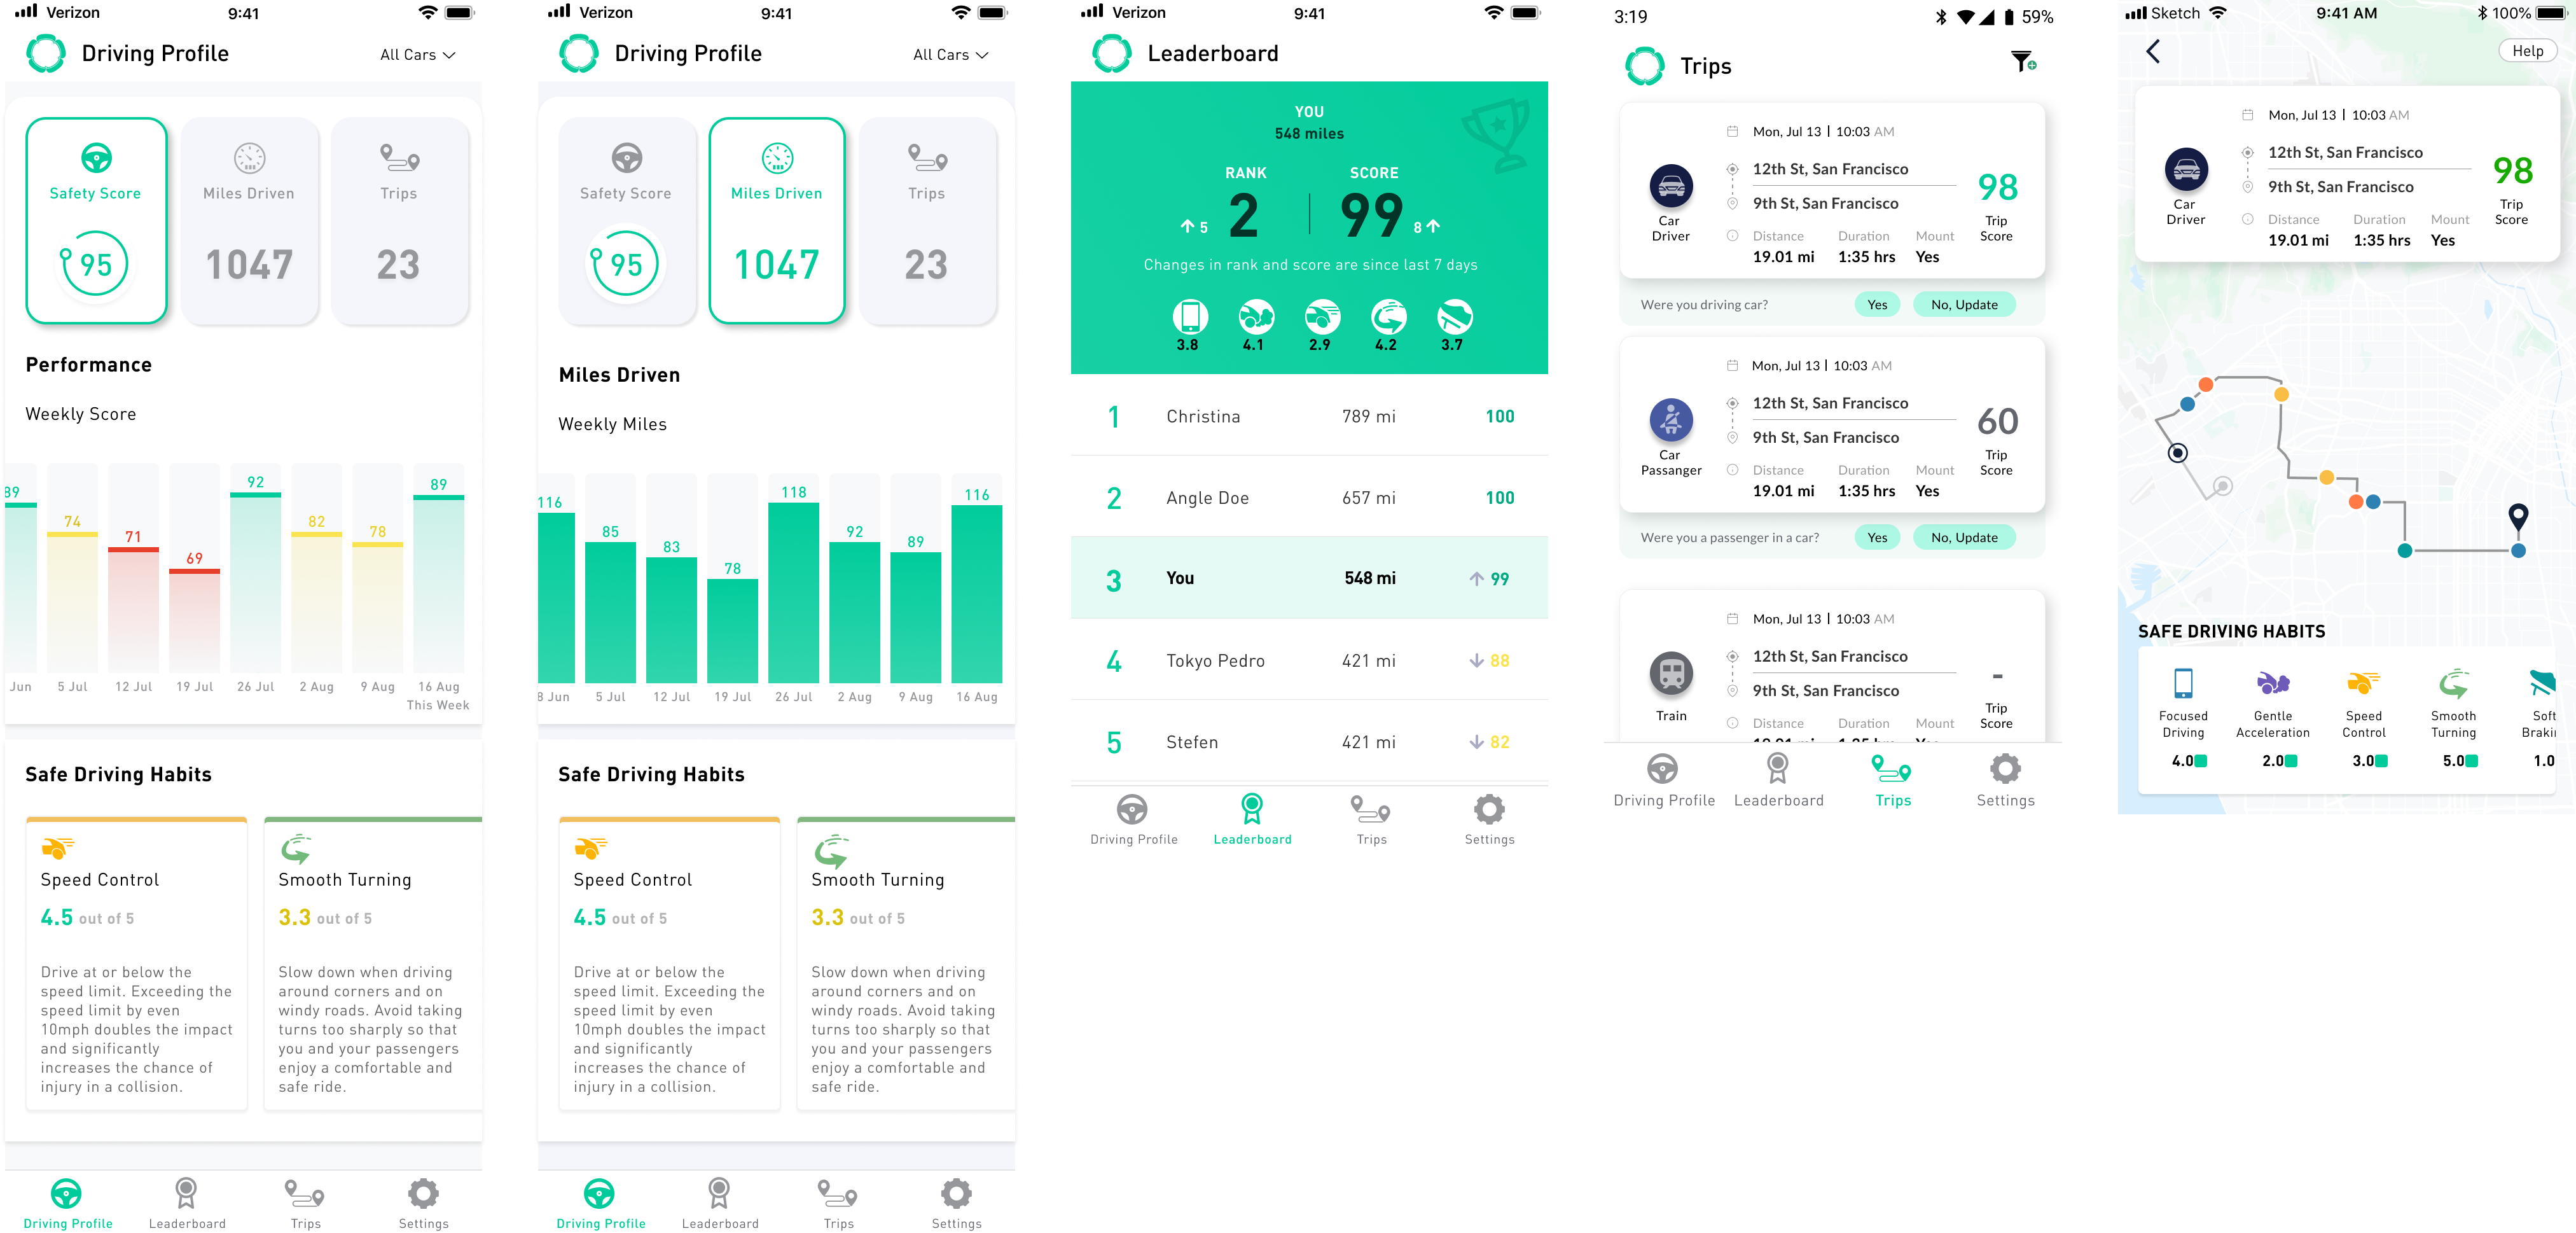 Verizon 9:41
Driving Profile All Cars
Safety Score Miles Driven Trips
95 1047 23
Performance
Weekly Score
89 74 71 69 92 82 78 89
Jun 5 Jul 12 Jul 19 Jul 26 Jul 2 Aug 9 Aug 16 Aug
This Week
Safe Driving Habits
Speed Control Smooth Turning
4.5 out of 5 3.3 out of 5
Drive at or below the
speed limit. Exceeding the
speed limit by even
10mph doubles the impact
and significantly
increases the chance of
injury in a collision.
Slow down when driving
around corners and on
windy roads. Avoid taking
turns too sharply so that
you and your passengers
enjoy a comfortable and
safe ride.
Driving Profile Leaderboard Trips Settings
Verizon 9:41
Driving Profile All Cars
Safety Score Miles Driven Trips
95 1047 23
Miles Driven
Weekly Miles
116 85 83 78 118 92 89 116
8 Jun 5 Jul 12 Jul 19 Jul 26 Jul 2 Aug 9 Aug 16 Aug
Safe Driving Habits
Speed Control Smooth Turning
4.5 out of 5 3.3 out of 5
Drive at or below the
speed limit. Exceeding the
speed limit by even
10mph doubles the impact
and significantly
increases the chance of
injury in a collision.
Slow down when driving
around corners and on
windy roads. Avoid taking
turns too sharply so that
you and your passengers
enjoy a comfortable and
safe ride.
Driving Profile Leaderboard Trips Settings
Verizon 9:41
Leaderboard
YOU
548 miles
RANK SCORE
5 2 99 8
Changes in rank and score are since last 7 days
3.8 4.1 2.9 4.2 3.7
1 Christina 789 mi 100
2 Angle Doe 657 mi 100
3 You 548 mi 99
4 Tokyo Pedro 421 mi 88
5 Stefen 421 mi 82
Driving Profile Leaderboard Trips Settings
3:19 59%
Trips
Mon, Jul 13 | 10:03 AM
12th St, San Francisco
9th St, San Francisco
Car
Driver
98
Trip
Score
Distance Duration Mount
19.01 mi 1:35 hrs Yes
Were you driving car? Yes No, Update
Mon, Jul 13 | 10:03 AM
12th St, San Francisco
9th St, San Francisco
Car
Passanger
60
Trip
Score
Distance Duration Mount
19.01 mi 1:35 hrs Yes
Were you a passenger in a car? Yes No, Update
Mon, Jul 13 | 10:03 AM
12th St, San Francisco
9th St, San Francisco
Train
-
Trip
Score
Distance Duration Mount
Driving Profile Leaderboard Trips Settings
Sketch 9:41 AM 100%
Help
Mon, Jul 13 | 10:03 AM
12th St, San Francisco
9th St, San Francisco
Car
Driver
98
Trip
Score
Distance Duration Mount
19.01 mi 1:35 hrs Yes
SAFE DRIVING HABITS
Focused
Driving
Gentle
Acceleration
Speed
Control
Smooth
Turning
Soft
Braki
4.0 2.0 3.0 5.0 1.0